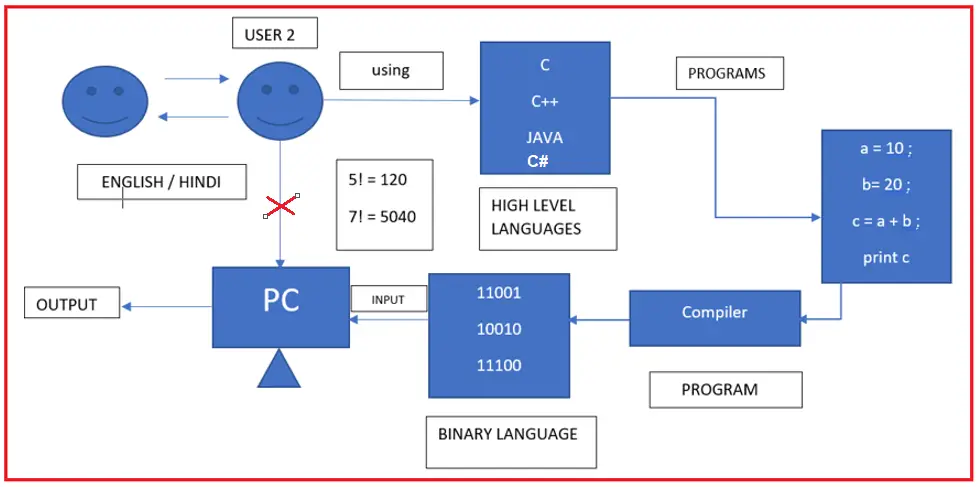 USER 2
using
C
C++
JAVA
C#
PROGRAMS
a = 10 ;
b= 20 ;
c = a + b ;
print c
ENGLISH / HINDI
5! = 120
7! = 5040
HIGH LEVEL
LANGUAGES
PC
INPUT
OUTPUT
11001
10010
11100
Compiler
PROGRAM
BINARY LANGUAGE